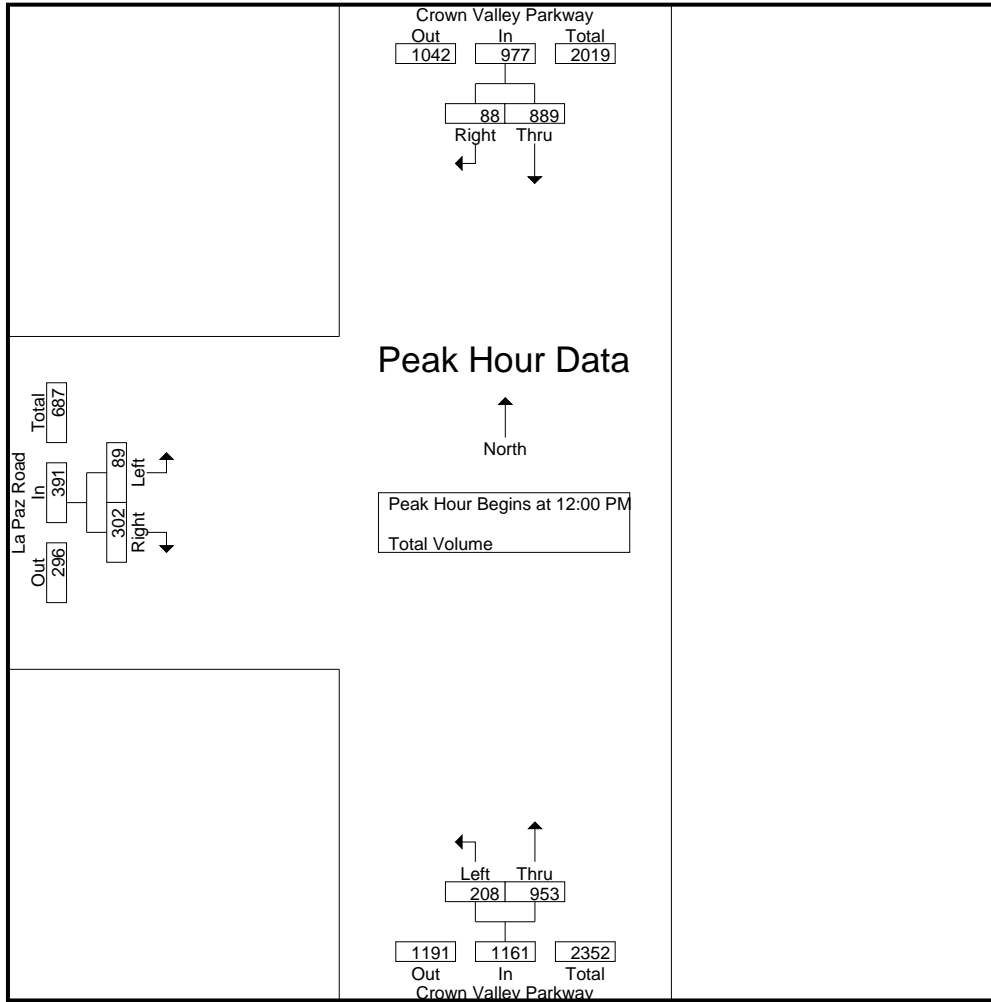 Crown Valley Parkway
Out In Total
1042 977 2019
88 889
Right Thru
Peak Hour Data
North
Peak Hour Begins at 12:00 PM
Total Volume
La Paz Road
Out In Total
296 391 687
302 89
Right Left
Left Thru
208 953
1191 1161 2352
Out In Total
Crown Valley Parkway